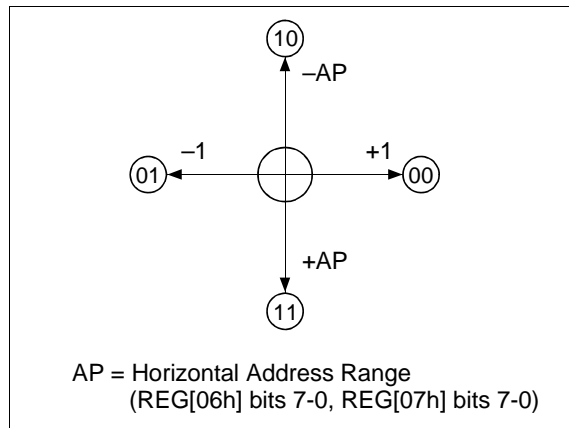 10
–AP
01
–1
+1
00
+AP
11
AP = Horizontal Address Range
(REG[06h] bits 7-0, REG[07h] bits 7-0)